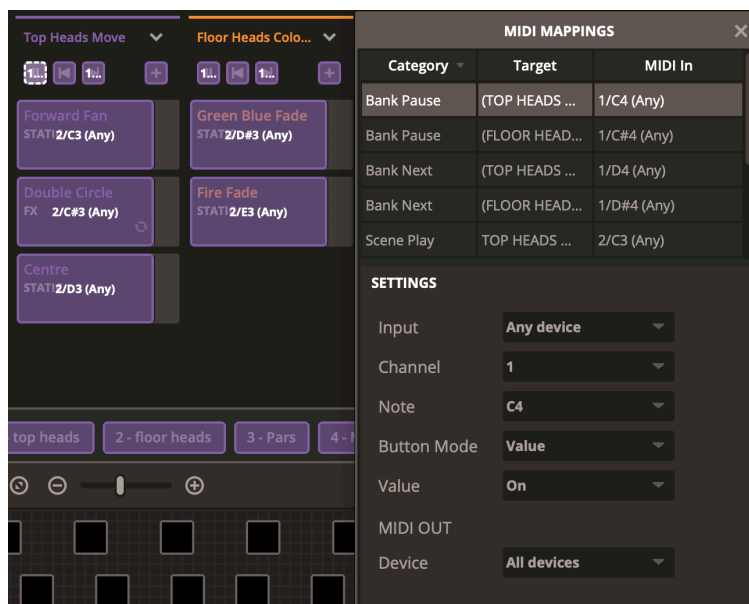 Top Heads Move
Floor Heads Colo...
1...
1...
1...
1...
Forward Fan
STATI 2/C3 (Any)
Green Blue Fade
STAT 2/D#3 (Any)
Double Circle
FX 2/C#3 (Any)
Fire Fade
STATI 2/E3 (Any)
Centre
STATI 2/D3 (Any)
top heads
2 - floor heads
3 - Pars
4 -
MIDI MAPPINGS
Category Target MIDI In
Bank Pause (TOP HEADS ... 1/C4 (Any)
Bank Pause (FLOOR HEAD... 1/C#4 (Any)
Bank Next (TOP HEADS ... 1/D4 (Any)
Bank Next (FLOOR HEAD... 1/D#4 (Any)
Scene Play TOP HEADS ... 2/C3 (Any)
SETTINGS
Input Any device
Channel 1
Note C4
Button Mode Value
Value On
MIDI OUT
Device All devices